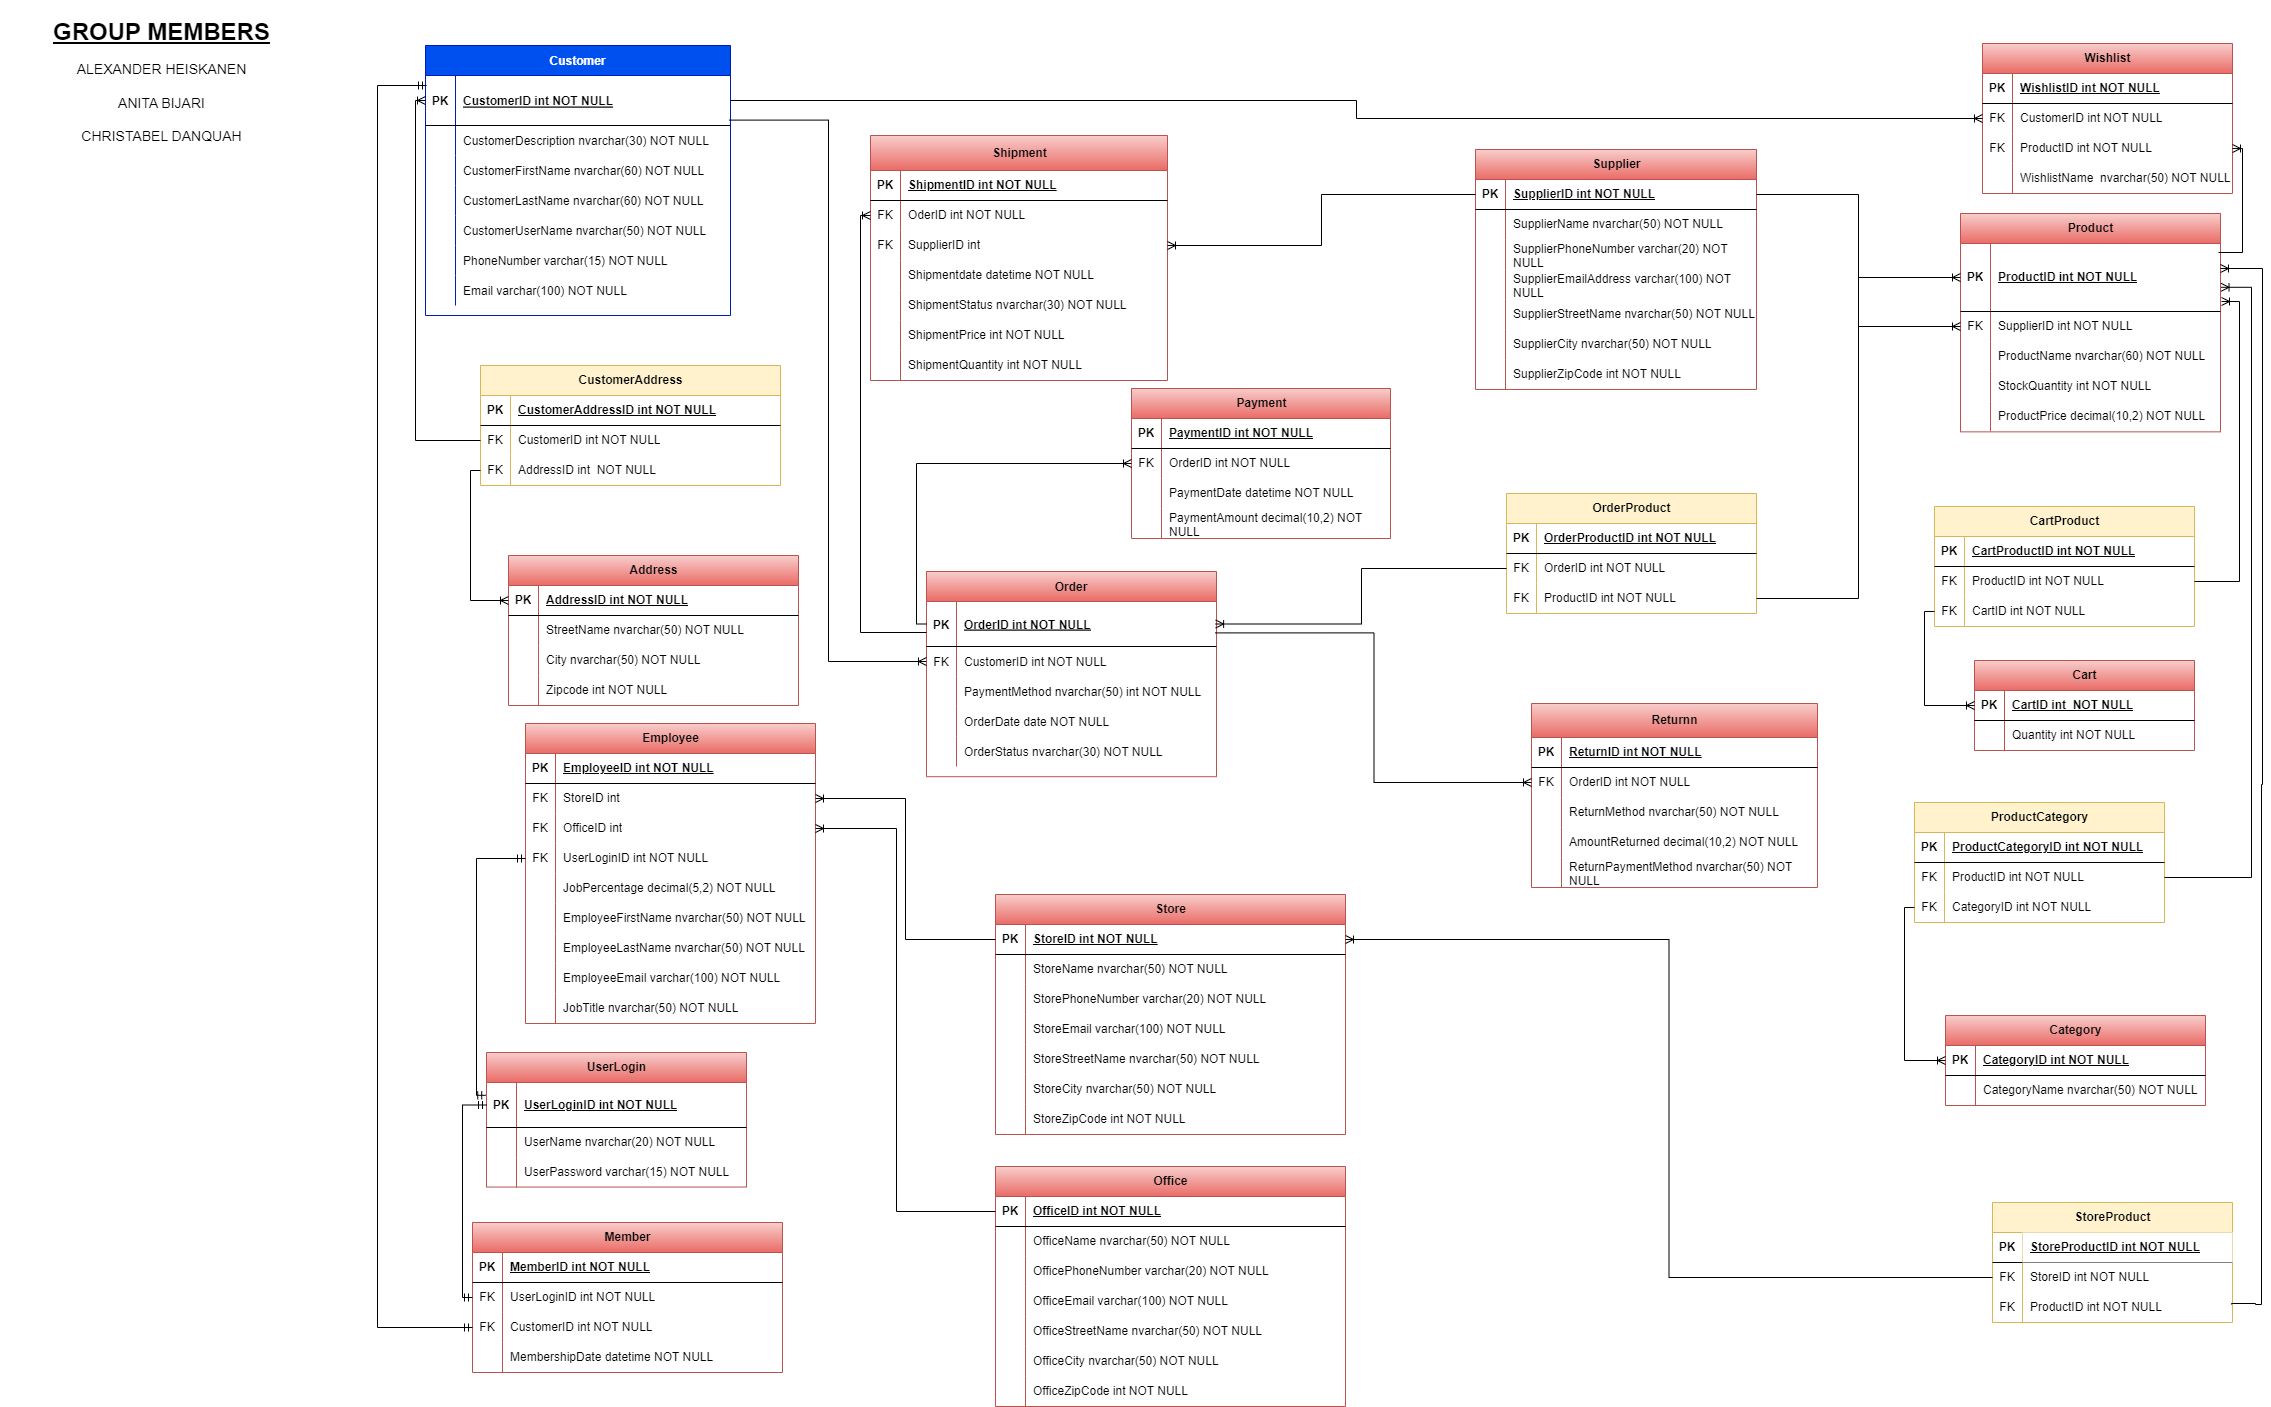 GROUP MEMBERS
ALEXANDER HEISKANEN
ANITA BIJARI
CHRISTABEL DANQUAH
Customer
PK CustomerID int NOT NULL
CustomerDescription nvarchar(30) NOT NULL
CustomerFirstName nvarchar(60) NOT NULL
CustomerLastName nvarchar(60) NOT NULL
CustomerUserName nvarchar(50) NOT NULL
PhoneNumber varchar(15) NOT NULL
Email varchar(100) NOT NULL
CustomerAddress
PK CustomerAddressID int NOT NULL
FK CustomerID int NOT NULL
FK AddressID int  NOT NULL
Address
PK AddressID int NOT NULL
StreetName nvarchar(50) NOT NULL
City nvarchar(50) NOT NULL
Zipcode int NOT NULL
Employee
PK EmployeeID int NOT NULL
FK StoreID int
FK OfficeID int
FK UserLoginID int NOT NULL
JobPercentage decimal(5,2) NOT NULL
EmployeeFirstName nvarchar(50) NOT NULL
EmployeeLastName nvarchar(50) NOT NULL
EmployeeEmail varchar(100) NOT NULL
JobTitle nvarchar(50) NOT NULL
UserLogin
PK UserLoginID int NOT NULL
UserName nvarchar(20) NOT NULL
UserPassword varchar(15) NOT NULL
Member
PK MemberID int NOT NULL
FK UserLoginID int NOT NULL
FK CustomerID int NOT NULL
MembershipDate datetime NOT NULL
Shipment
PK ShipmentID int NOT NULL
FK OderID int NOT NULL
FK SupplierID int
Shipmentdate datetime NOT NULL
ShipmentStatus nvarchar(30) NOT NULL
ShipmentPrice int NOT NULL
ShipmentQuantity int NOT NULL
Payment
PK PaymentID int NOT NULL
FK OrderID int NOT NULL
PaymentDate datetime NOT NULL
PaymentAmount decimal(10,2) NOT
NULL
Order
PK OrderID int NOT NULL
FK CustomerID int NOT NULL
PaymentMethod nvarchar(50) int NOT NULL
OrderDate date NOT NULL
OrderStatus nvarchar(30) NOT NULL
Store
PK StoreID int NOT NULL
StoreName nvarchar(50) NOT NULL
StorePhoneNumber varchar(20) NOT NULL
StoreEmail varchar(100) NOT NULL
StoreStreetName nvarchar(50) NOT NULL
StoreCity nvarchar(50) NOT NULL
StoreZipCode int NOT NULL
Office
PK OfficeID int NOT NULL
OfficeName nvarchar(50) NOT NULL
OfficePhoneNumber varchar(20) NOT NULL
OfficeEmail varchar(100) NOT NULL
OfficeStreetName nvarchar(50) NOT NULL
OfficeCity nvarchar(50) NOT NULL
OfficeZipCode int NOT NULL
Supplier
PK SupplierID int NOT NULL
SupplierName nvarchar(50) NOT NULL
SupplierPhoneNumber varchar(20) NOT
NULL
SupplierEmailAddress varchar(100) NOT
NULL
SupplierStreetName nvarchar(50) NOT NULL
SupplierCity nvarchar(50) NOT NULL
SupplierZipCode int NOT NULL
OrderProduct
PK OrderProductID int NOT NULL
FK OrderID int NOT NULL
FK ProductID int NOT NULL
Returnn
PK ReturnID int NOT NULL
FK OrderID int NOT NULL
ReturnMethod nvarchar(50) NOT NULL
AmountReturned decimal(10,2) NOT NULL
ReturnPaymentMethod nvarchar(50) NOT
NULL
Wishlist
PK WishlistID int NOT NULL
FK CustomerID int NOT NULL
FK ProductID int NOT NULL
WishlistName  nvarchar(50) NOT NULL
Product
PK ProductID int NOT NULL
FK SupplierID int NOT NULL
ProductName varchar(60) NOT NULL
StockQuantity int NOT NULL
ProductPrice decimal(10,2) NOT NULL
CartProduct
PK CartProductID int NOT NULL
FK ProductID int NOT NULL
FK CartID int NOT NULL
Cart
PK CartID int  NOT NULL
Quantity int NOT NULL
ProductCategory
PK ProductCategoryID int NOT NULL
FK ProductID int NOT NULL
FK CategoryID int NOT NULL
Category
PK CategoryID int NOT NULL
CategoryName nvarchar(50) NOT NULL
StoreProduct
PK StoreProductID int NOT NULL
FK StoreID int NOT NULL
FK ProductID int NOT NULL